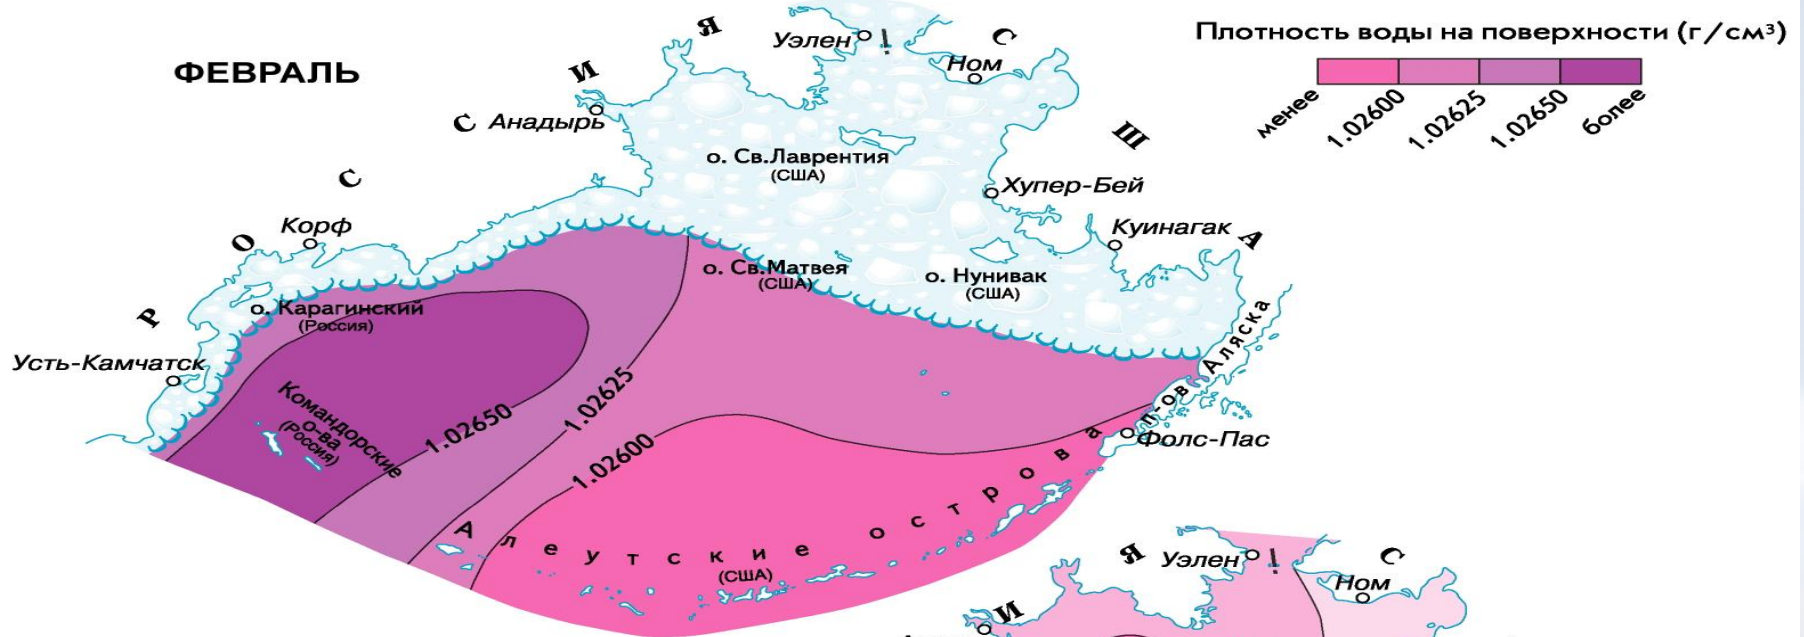 ФЕВРАЛЬ
Плотность воды на поверхности (г/см³)
менее
1.02600
1.02625
1.02650
более
РОССИЯ
США
Уэлен
Ном
Анадырь
о. Св.Лаврентия
(США)
Хупер-Бей
Корф
Куинагак
о. Св.Матвея
(США)
о. Нунивак
(США)
о. Карагинский
(Россия)
Усть-Камчатск
п-ов Аляска
Командорские
о-ва
(Россия)
1.02650
1.02625
1.02600
Фолс-Пас
Алеутские острова
(США)
Я
Уэлен
С
Ном
И